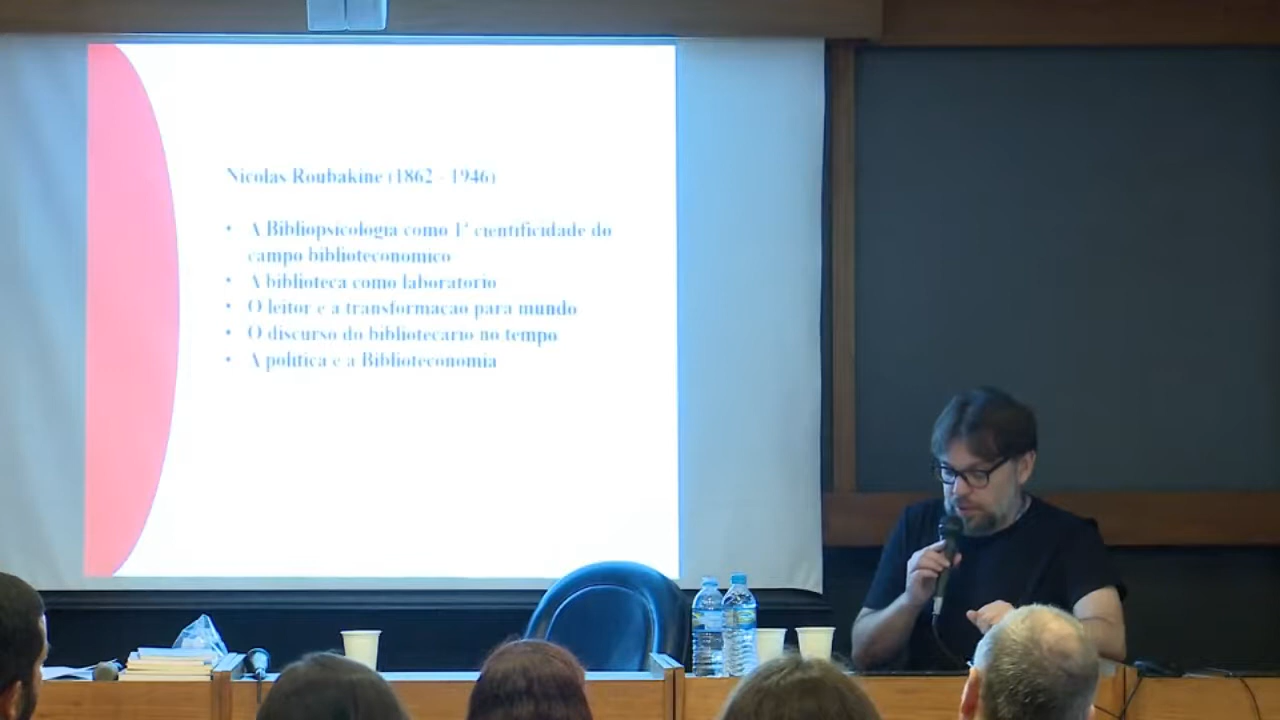 Nicolas Roubakine (1862 - 1946)
• A Bibliopsicologia como 1ª cientificidade do
campo biblioteconomico
• A biblioteca como laboratorio
• O leitor e a transformacao para mundo
• O discurso do bibliotecario no tempo
• A politica e a Biblioteconomia